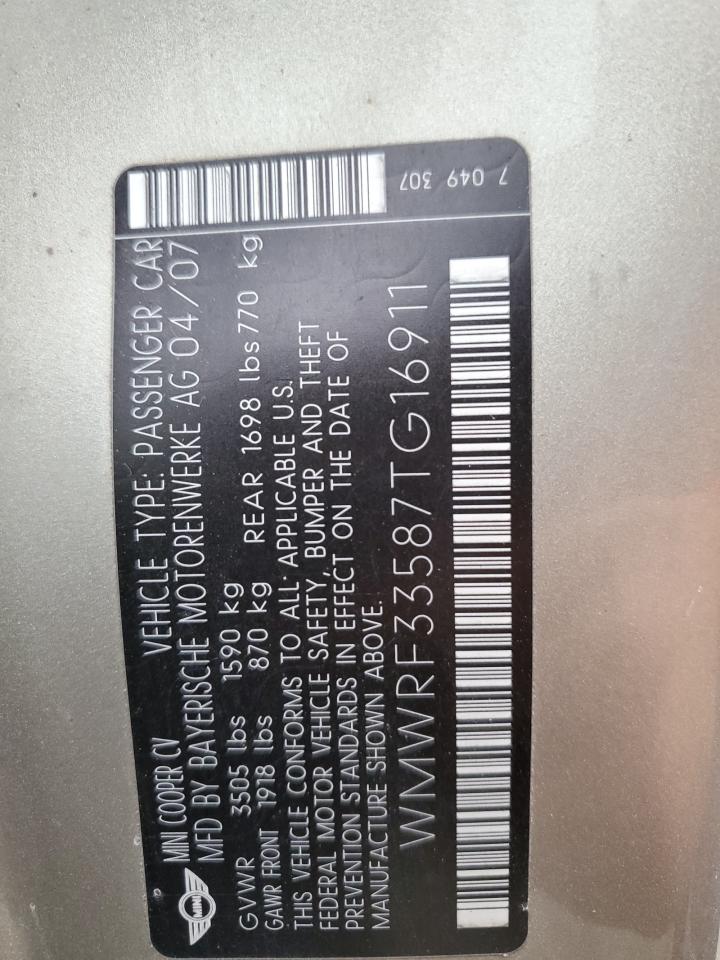 MINI COOPER CV VEHICLE TYPE: PASSENGER CAR
MINI MFD BY BAYERISCHE MOTORENWERKE AG 04/07
GVWR 3505 lbs 1590 kg
GAWR FRONT 1918 lbs 870 kg REAR 1698 lbs 770 kg
THIS VEHICLE CONFORMS TO ALL APPLICABLE U.S.
FEDERAL MOTOR VEHICLE SAFETY, BUMPER AND THEFT
PREVENTION STANDARDS IN EFFECT ON THE DATE OF
MANUFACTURE SHOWN ABOVE.
WMWRF33587TG16911
7 049 307